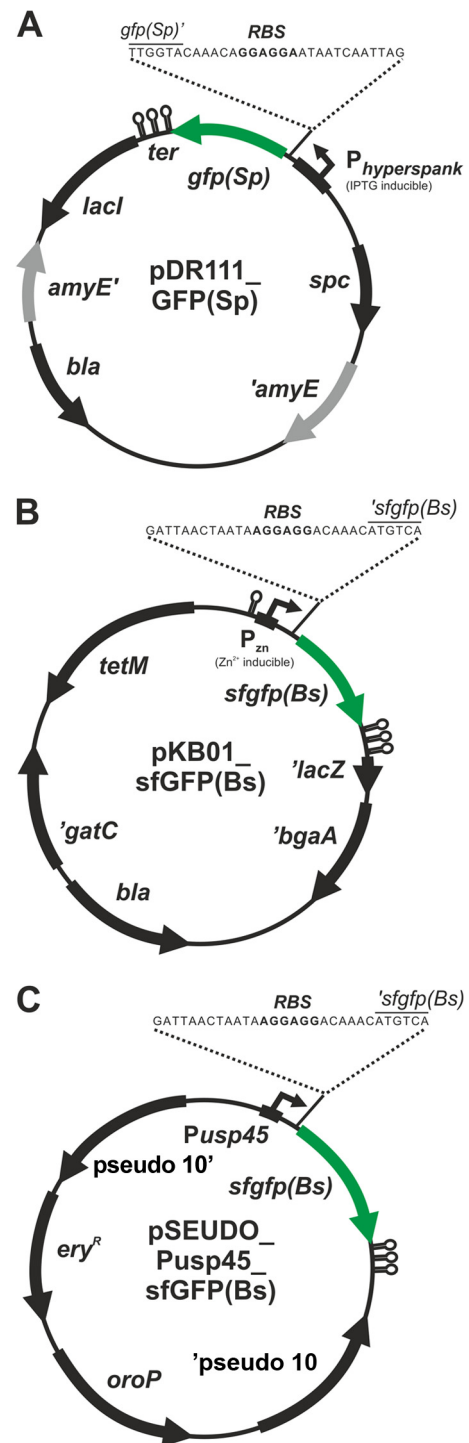 A
gfp(Sp)' RBS
TTGGTACAAACAGGAGGAATAATCAATTAG
ter
gfp(Sp)
Phyperspank
(IPTG inducible)
lacI
amyE'
pDR111_
GFP(Sp)
spc
bla
'amyE
B
RBS 'sfgfp(Bs)
GATTAACTAATAAGGAGGACAAACATGTCA
Pzn
(Zn²⁺ inducible)
tetM
sfgfp(Bs)
pKB01_
sfGFP(Bs)
'lacZ
'gatC
'bgaA
bla
C
RBS 'sfgfp(Bs)
GATTAACTAATAAGGAGGACAAACATGTCA
Pusp45
pseudo 10'
sfgfp(Bs)
eryR
pSEUDO_
Pusp45_
sfGFP(Bs)
'pseudo 10
oroP